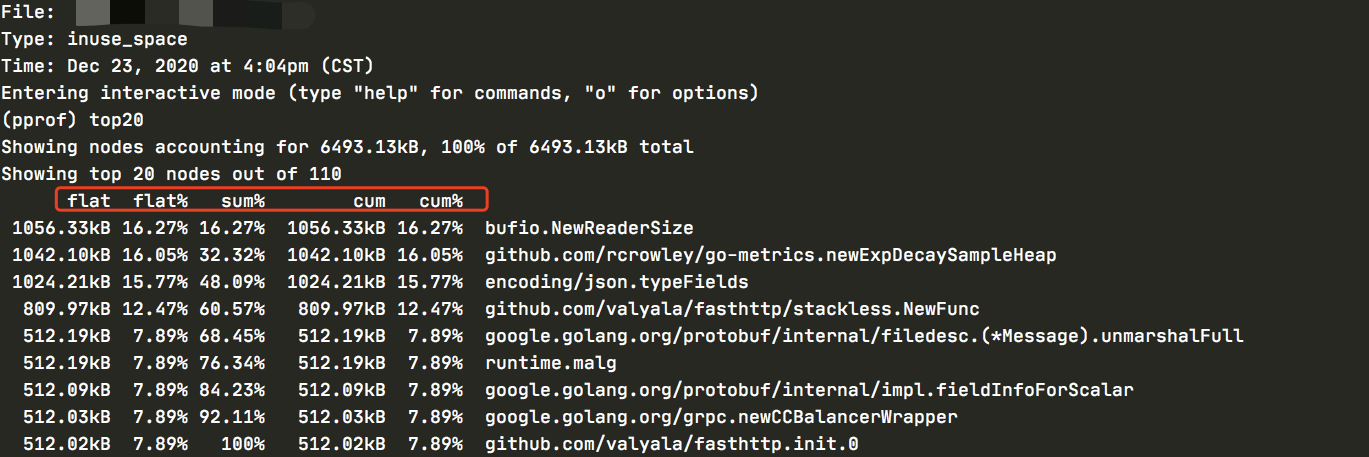 File:
Type: inuse_space
Time: Dec 23, 2020 at 4:04pm (CST)
Entering interactive mode (type "help" for commands, "o" for options)
(pprof) top20
Showing nodes accounting for 6493.13kB, 100% of 6493.13kB total
Showing top 20 nodes out of 110
flat flat% sum% cum cum%
1056.33kB 16.27% 16.27% 1056.33kB 16.27% bufio.NewReaderSize
1042.10kB 16.05% 32.32% 1042.10kB 16.05% github.com/rcrowley/go-metrics.newExpDecaySampleHeap
1024.21kB 15.77% 48.09% 1024.21kB 15.77% encoding/json.typeFields
809.97kB 12.47% 60.57% 809.97kB 12.47% github.com/valyala/fasthttp/stackless.NewFunc
512.19kB 7.89% 68.45% 512.19kB 7.89% google.golang.org/protobuf/internal/filedesc.(*Message).unmarshalFull
512.19kB 7.89% 76.34% 512.19kB 7.89% runtime.malg
512.09kB 7.89% 84.23% 512.09kB 7.89% google.golang.org/protobuf/internal/impl.fieldInfoForScalar
512.03kB 7.89% 92.11% 512.03kB 7.89% google.golang.org/grpc.newCCBalancerWrapper
512.02kB 7.89% 100% 512.02kB 7.89% github.com/valyala/fasthttp.init.0